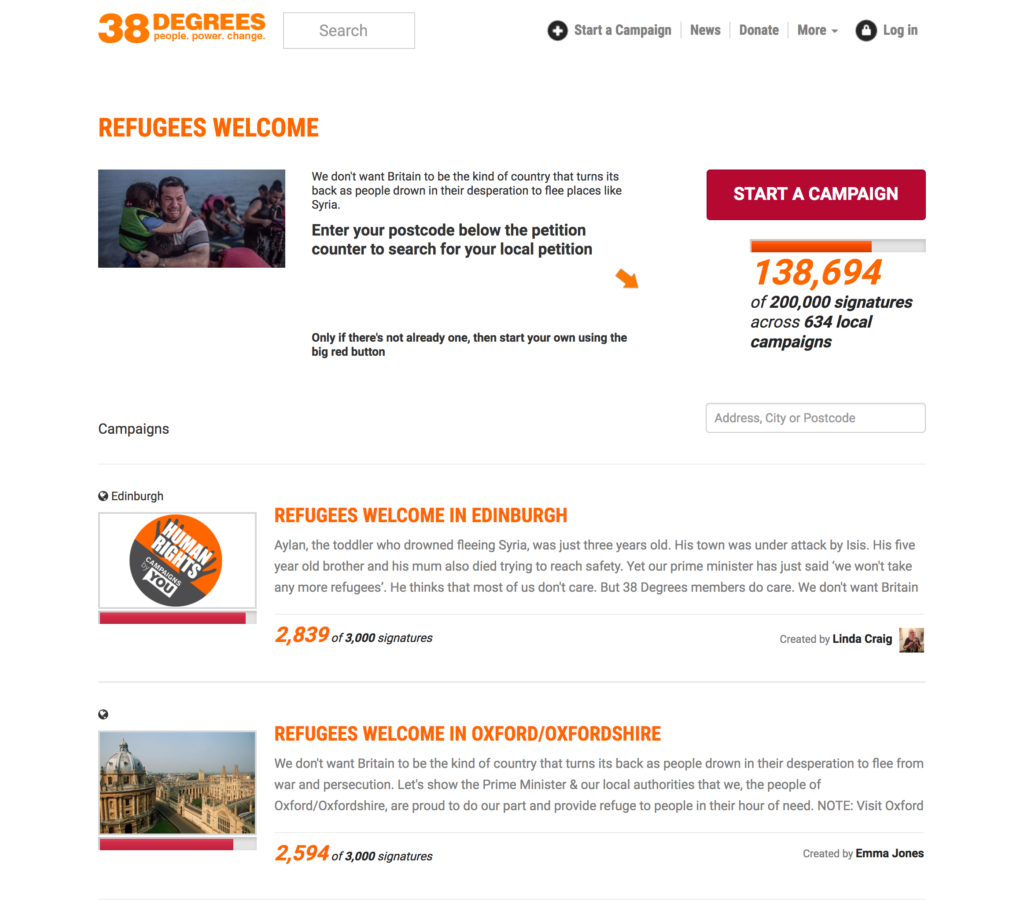 38 DEGREES
people. power. change.
Search
Start a Campaign
News
Donate
More
Log in
REFUGEES WELCOME
We don't want Britain to be the kind of country that turns its
back as people drown in their desperation to flee places like
Syria.
Enter your postcode below the petition
counter to search for your local petition
Only if there's not already one, then start your own using the
big red button
START A CAMPAIGN
138,694
of 200,000 signatures
across 634 local
campaigns
Campaigns
Address, City or Postcode
Edinburgh
HUMAN
RIGHTS
CAMPAIGNS
by YOU
REFUGEES WELCOME IN EDINBURGH
Aylan, the toddler who drowned fleeing Syria, was just three years old. His town was under attack by Isis. His five
year old brother and his mum also died trying to reach safety. Yet our prime minister has just said ‘we won't take
any more refugees’. He thinks that most of us don't care. But 38 Degrees members do care. We don't want Britain
2,839 of 3,000 signatures
Created by Linda Craig
REFUGEES WELCOME IN OXFORD/OXFORDSHIRE
We don't want Britain to be the kind of country that turns its back as people drown in their desperation to flee from
war and persecution. Let's show the Prime Minister & our local authorities that we, the people of
Oxford/Oxfordshire, are proud to do our part and provide refuge to people in their hour of need. NOTE: Visit Oxford
2,594 of 3,000 signatures
Created by Emma Jones